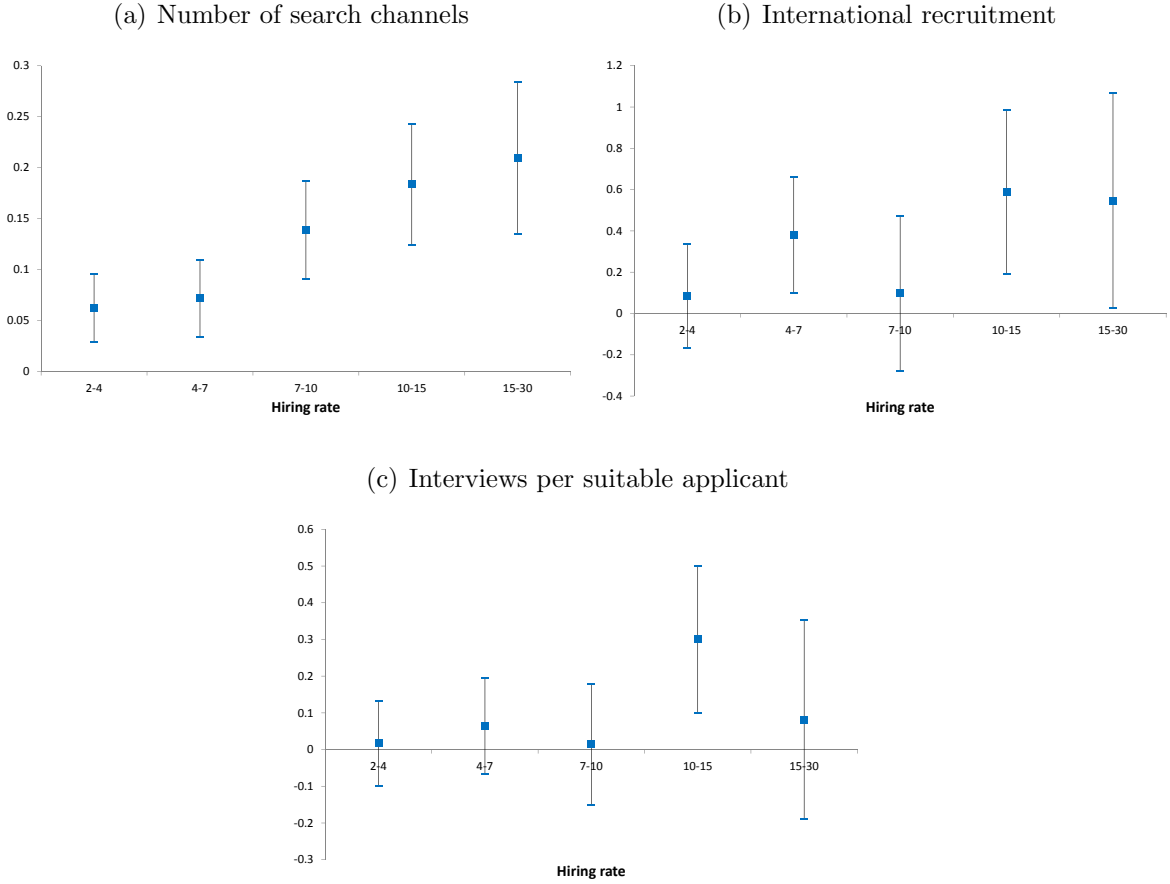 (a) Number of search channels
0.3
0.25
0.2
0.15
0.1
0.05
0
2-4 4-7 7-10 10-15 15-30
Hiring rate
(b) International recruitment
1.2
1
0.8
0.6
0.4
0.2
0
-0.2
-0.4
2-4 4-7 7-10 10-15 15-30
Hiring rate
(c) Interviews per suitable applicant
0.6
0.5
0.4
0.3
0.2
0.1
0
-0.1
-0.2
-0.3
2-4 4-7 7-10 10-15 15-30
Hiring rate